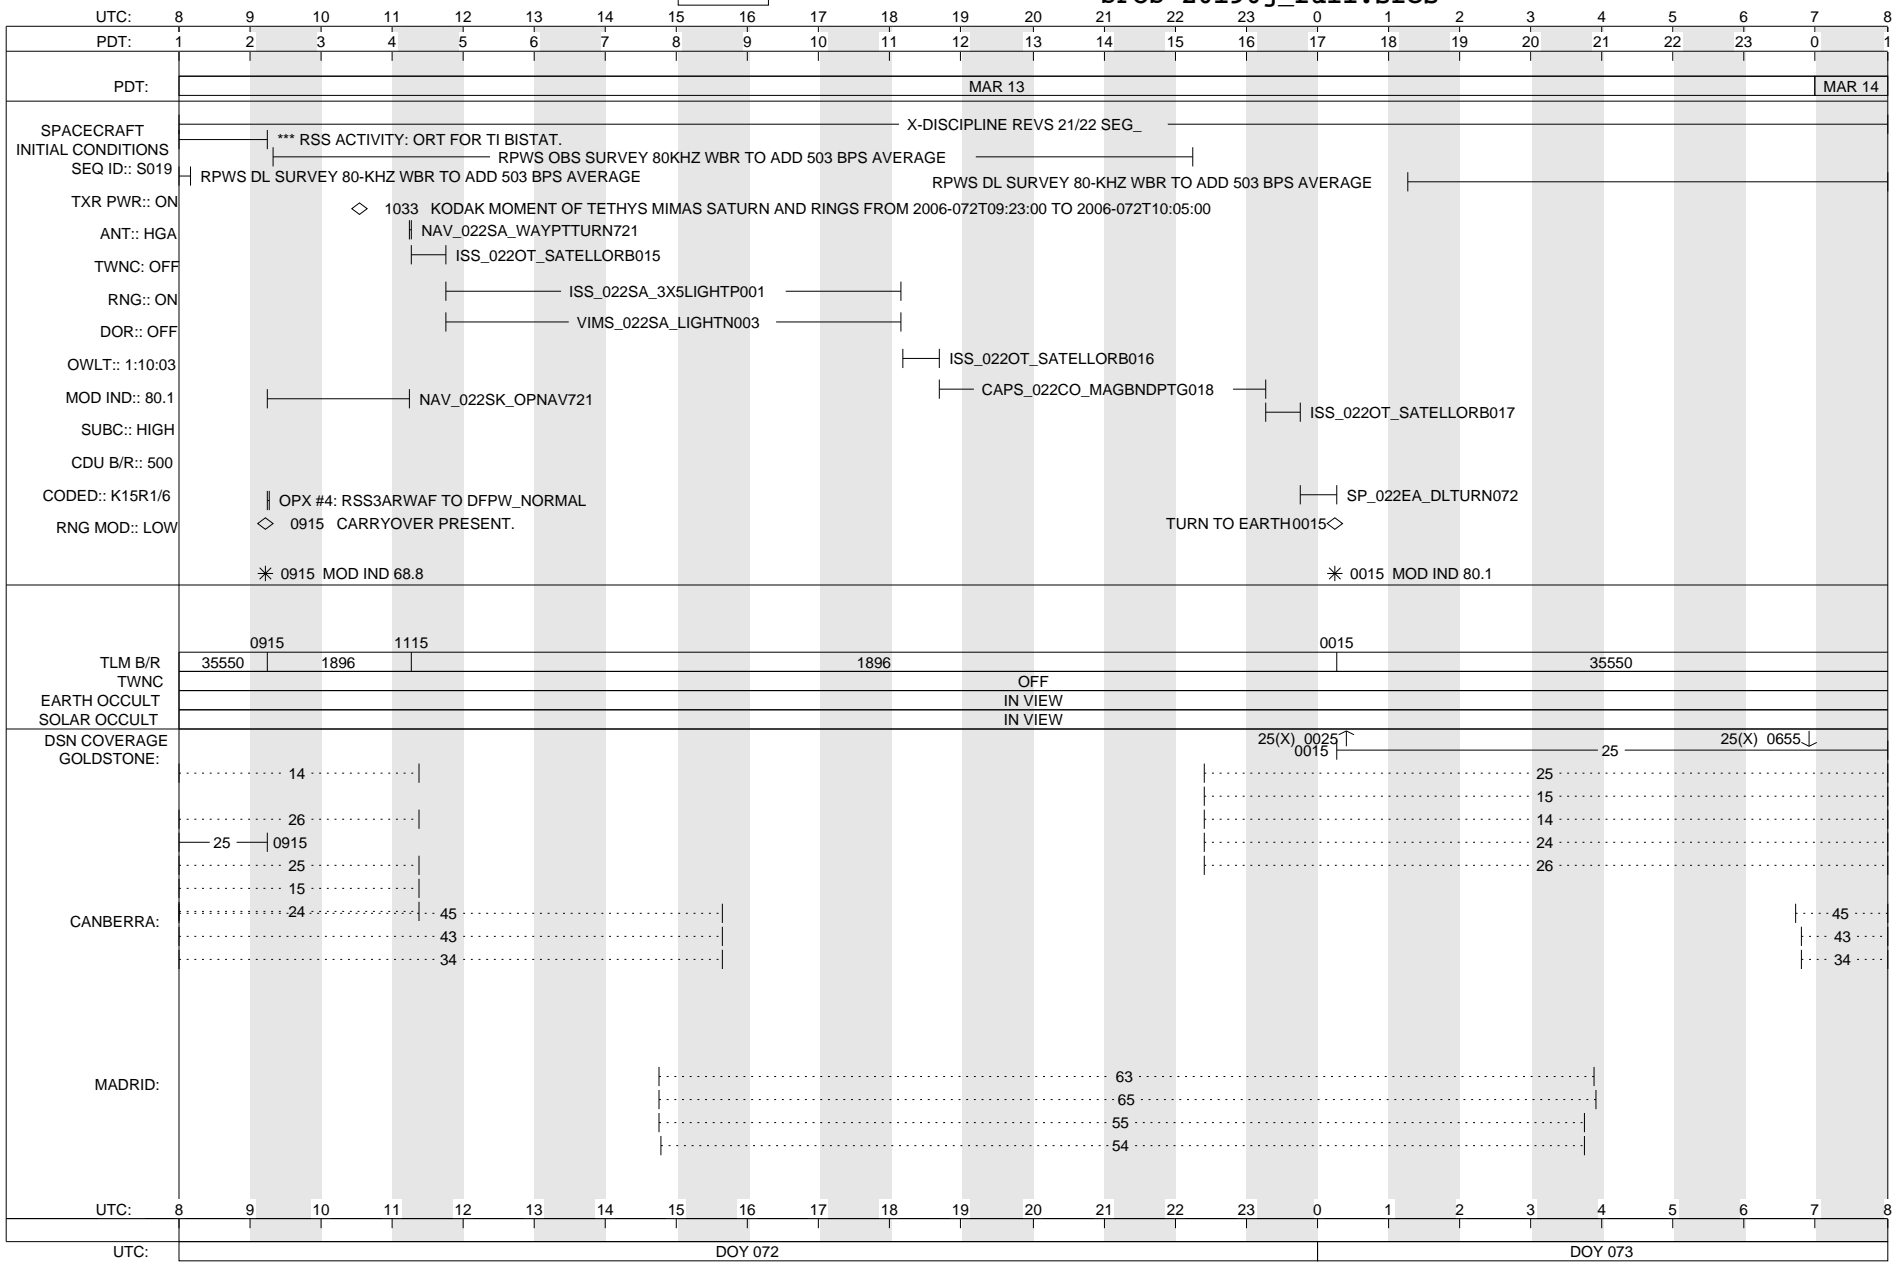 UTC: 8 9 10 11 12 13 14 15 16 17 18 19 20 21 22 23 0 1 2 3 4 5 6 7 8
PDT: 1 2 3 4 5 6 7 8 9 10 11 12 13 14 15 16 17 18 19 20 21 22 23 0 1
PDT: MAR 13 MAR 14
SPACECRAFT
INITIAL CONDITIONS
SEQ ID:: S019
TXR PWR:: ON
ANT:: HGA
TWNC: OFF
RNG:: ON
DOR:: OFF
OWLT:: 1:10:03
MOD IND:: 80.1
SUBC:: HIGH
CDU B/R:: 500
CODED:: K15R1/6
RNG MOD:: LOW
X-DISCIPLINE REVS 21/22 SEG_
*** RSS ACTIVITY: ORT FOR TI BISTAT.
RPWS OBS SURVEY 80KHZ WBR TO ADD 503 BPS AVERAGE
RPWS DL SURVEY 80-KHZ WBR TO ADD 503 BPS AVERAGE
RPWS DL SURVEY 80-KHZ WBR TO ADD 503 BPS AVERAGE
1033 KODAK MOMENT OF TETHYS MIMAS SATURN AND RINGS FROM 2006-072T09:23:00 TO 2006-072T10:05:00
NAV_022SA_WAYPTTURN721
ISS_022OT_SATELLORB015
ISS_022SA_3X5LIGHTP001
VIMS_022SA_LIGHTN003
ISS_022OT_SATELLORB016
CAPS_022CO_MAGBNDPTG018
NAV_022SK_OPNAV721
ISS_022OT_SATELLORB017
SP_022EA_DLTURN072
OPX #4: RSS3ARWAF TO DFPW_NORMAL
0915 CARRYOVER PRESENT.
TURN TO EARTH0015
0915 MOD IND 68.8
0015 MOD IND 80.1
0915 1115 0015
TLM B/R 35550 1896 1896 35550
TWNC OFF
EARTH OCCULT IN VIEW
SOLAR OCCULT IN VIEW
DSN COVERAGE 25(X) 0025 25(X) 0655
GOLDSTONE: 0015 25
14 25
15
26 14
25 0915 24
25 26
15
24
CANBERRA: 45 45
43 43
34 34
MADRID: 63
65
55
54
UTC: 8 9 10 11 12 13 14 15 16 17 18 19 20 21 22 23 0 1 2 3 4 5 6 7 8
UTC: DOY 072 DOY 073